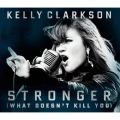 KELLY CLARKSON
STRONGER
(WHAT DOESN'T KILL YOU)